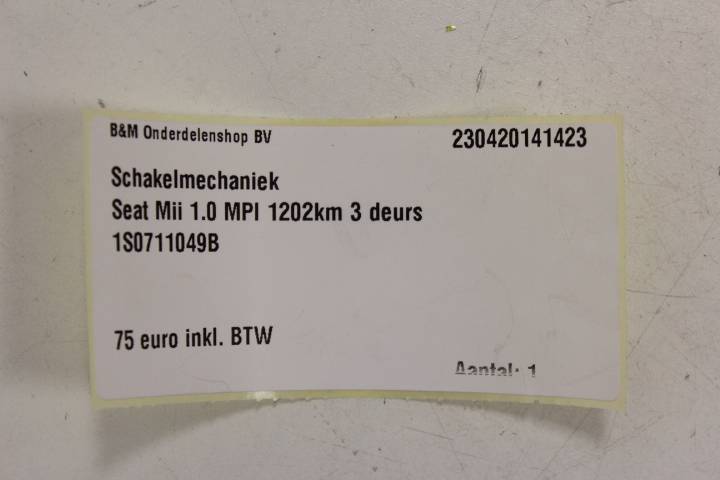 B&M Onderdelenshop BV 230420141423
Schakelmechaniek
Seat Mii 1.0 MPI 1202km 3 deurs
1S0711049B
75 euro inkl. BTW
Aantal: 1